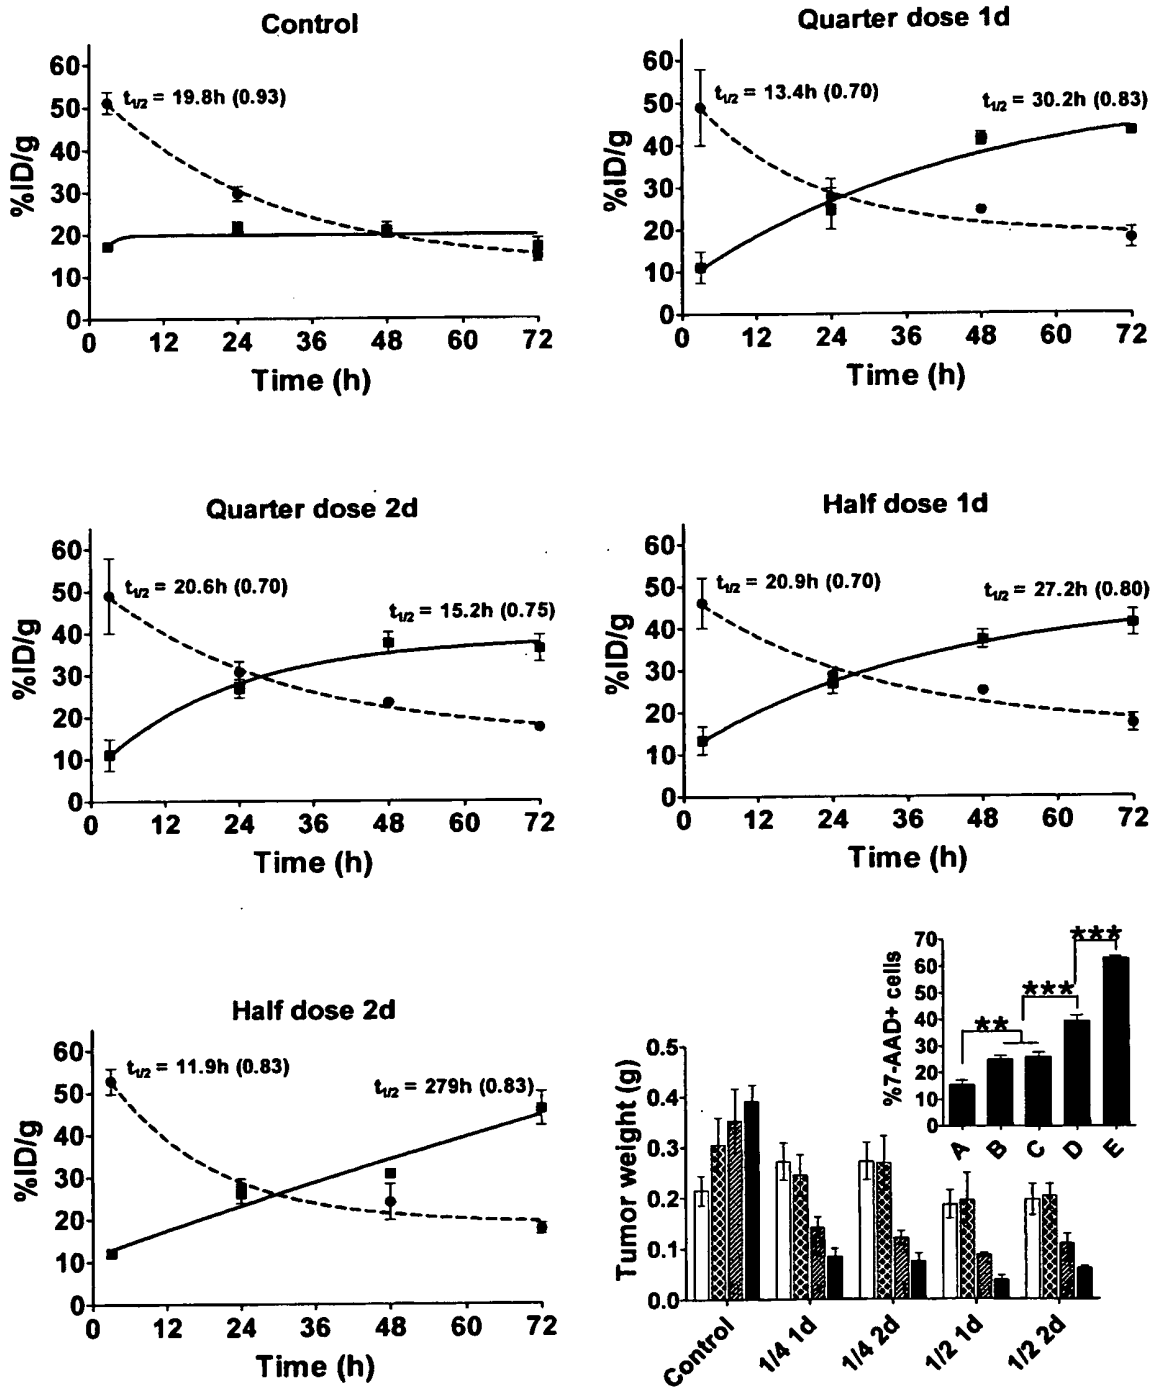 Control
60
50
40
30
20
10
0
%ID/g
t1/2 = 19.8h (0.93)
0 12 24 36 48 60 72
Time (h)
Quarter dose 1d
60
50
40
30
20
10
0
%ID/g
t1/2 = 13.4h (0.70)
t1/2 = 30.2h (0.83)
0 12 24 36 48 60 72
Time (h)
Quarter dose 2d
60
50
40
30
20
10
0
%ID/g
t1/2 = 20.6h (0.70)
t1/2 = 15.2h (0.75)
0 12 24 36 48 60 72
Time (h)
Half dose 1d
60
50
40
30
20
10
0
%ID/g
t1/2 = 20.9h (0.70)
t1/2 = 27.2h (0.80)
0 12 24 36 48 60 72
Time (h)
Half dose 2d
60
50
40
30
20
10
0
%ID/g
t1/2 = 11.9h (0.83)
t1/2 = 279h (0.83)
0 12 24 36 48 60 72
Time (h)
0.5
0.4
0.3
0.2
0.1
0.0
Tumor weight (g)
Control 1/4 1d 1/4 2d 1/2 1d 1/2 2d
70
60
50
40
30
20
10
0
%7-AAD+ cells
**
***
***
A B C D E